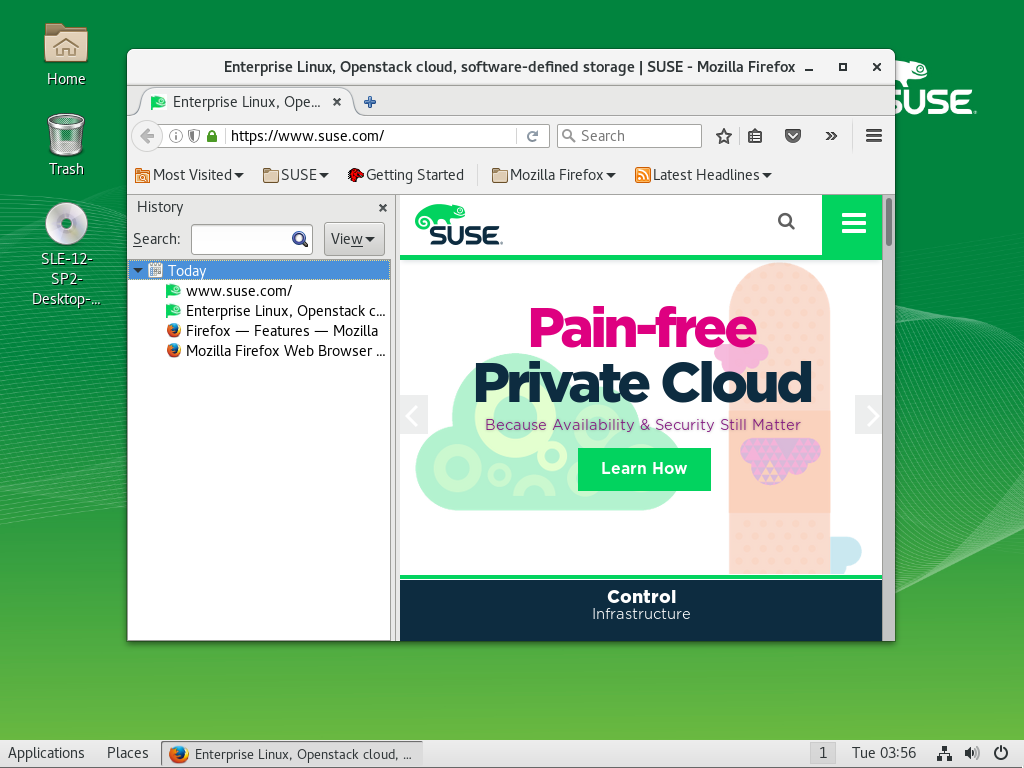 Home
Trash
SLE-12-
SP2-
Desktop-...
SUSE
Enterprise Linux, Openstack cloud, software-defined storage | SUSE - Mozilla Firefox
Enterprise Linux, Ope...
https://www.suse.com/
Search
Most Visited
SUSE
Getting Started
Mozilla Firefox
Latest Headlines
History
Search:
View
Today
www.suse.com/
Enterprise Linux, Openstack c...
Firefox — Features — Mozilla
Mozilla Firefox Web Browser ...
SUSE
Pain-free
Private Cloud
Because Availability & Security Still Matter
Learn How
Control
Infrastructure
Applications
Places
Enterprise Linux, Openstack cloud, ...
1
Tue 03:56